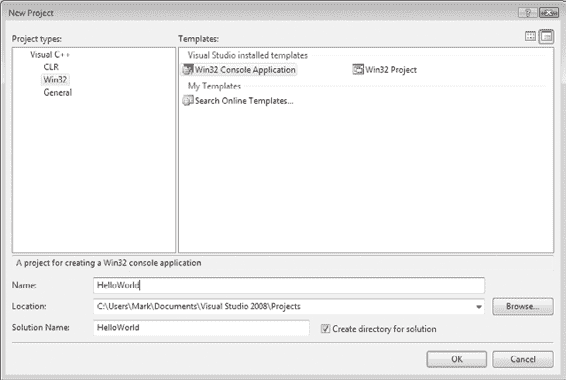 New Project
Project types:
Visual C++
CLR
Win32
General
Templates:
Visual Studio installed templates
Win32 Console Application
Win32 Project
My Templates
Search Online Templates...
A project for creating a Win32 console application
Name:
HelloWorld
Location:
C:\Users\Mark\Documents\Visual Studio 2008\Projects
Browse...
Solution Name:
HelloWorld
Create directory for solution
OK
Cancel